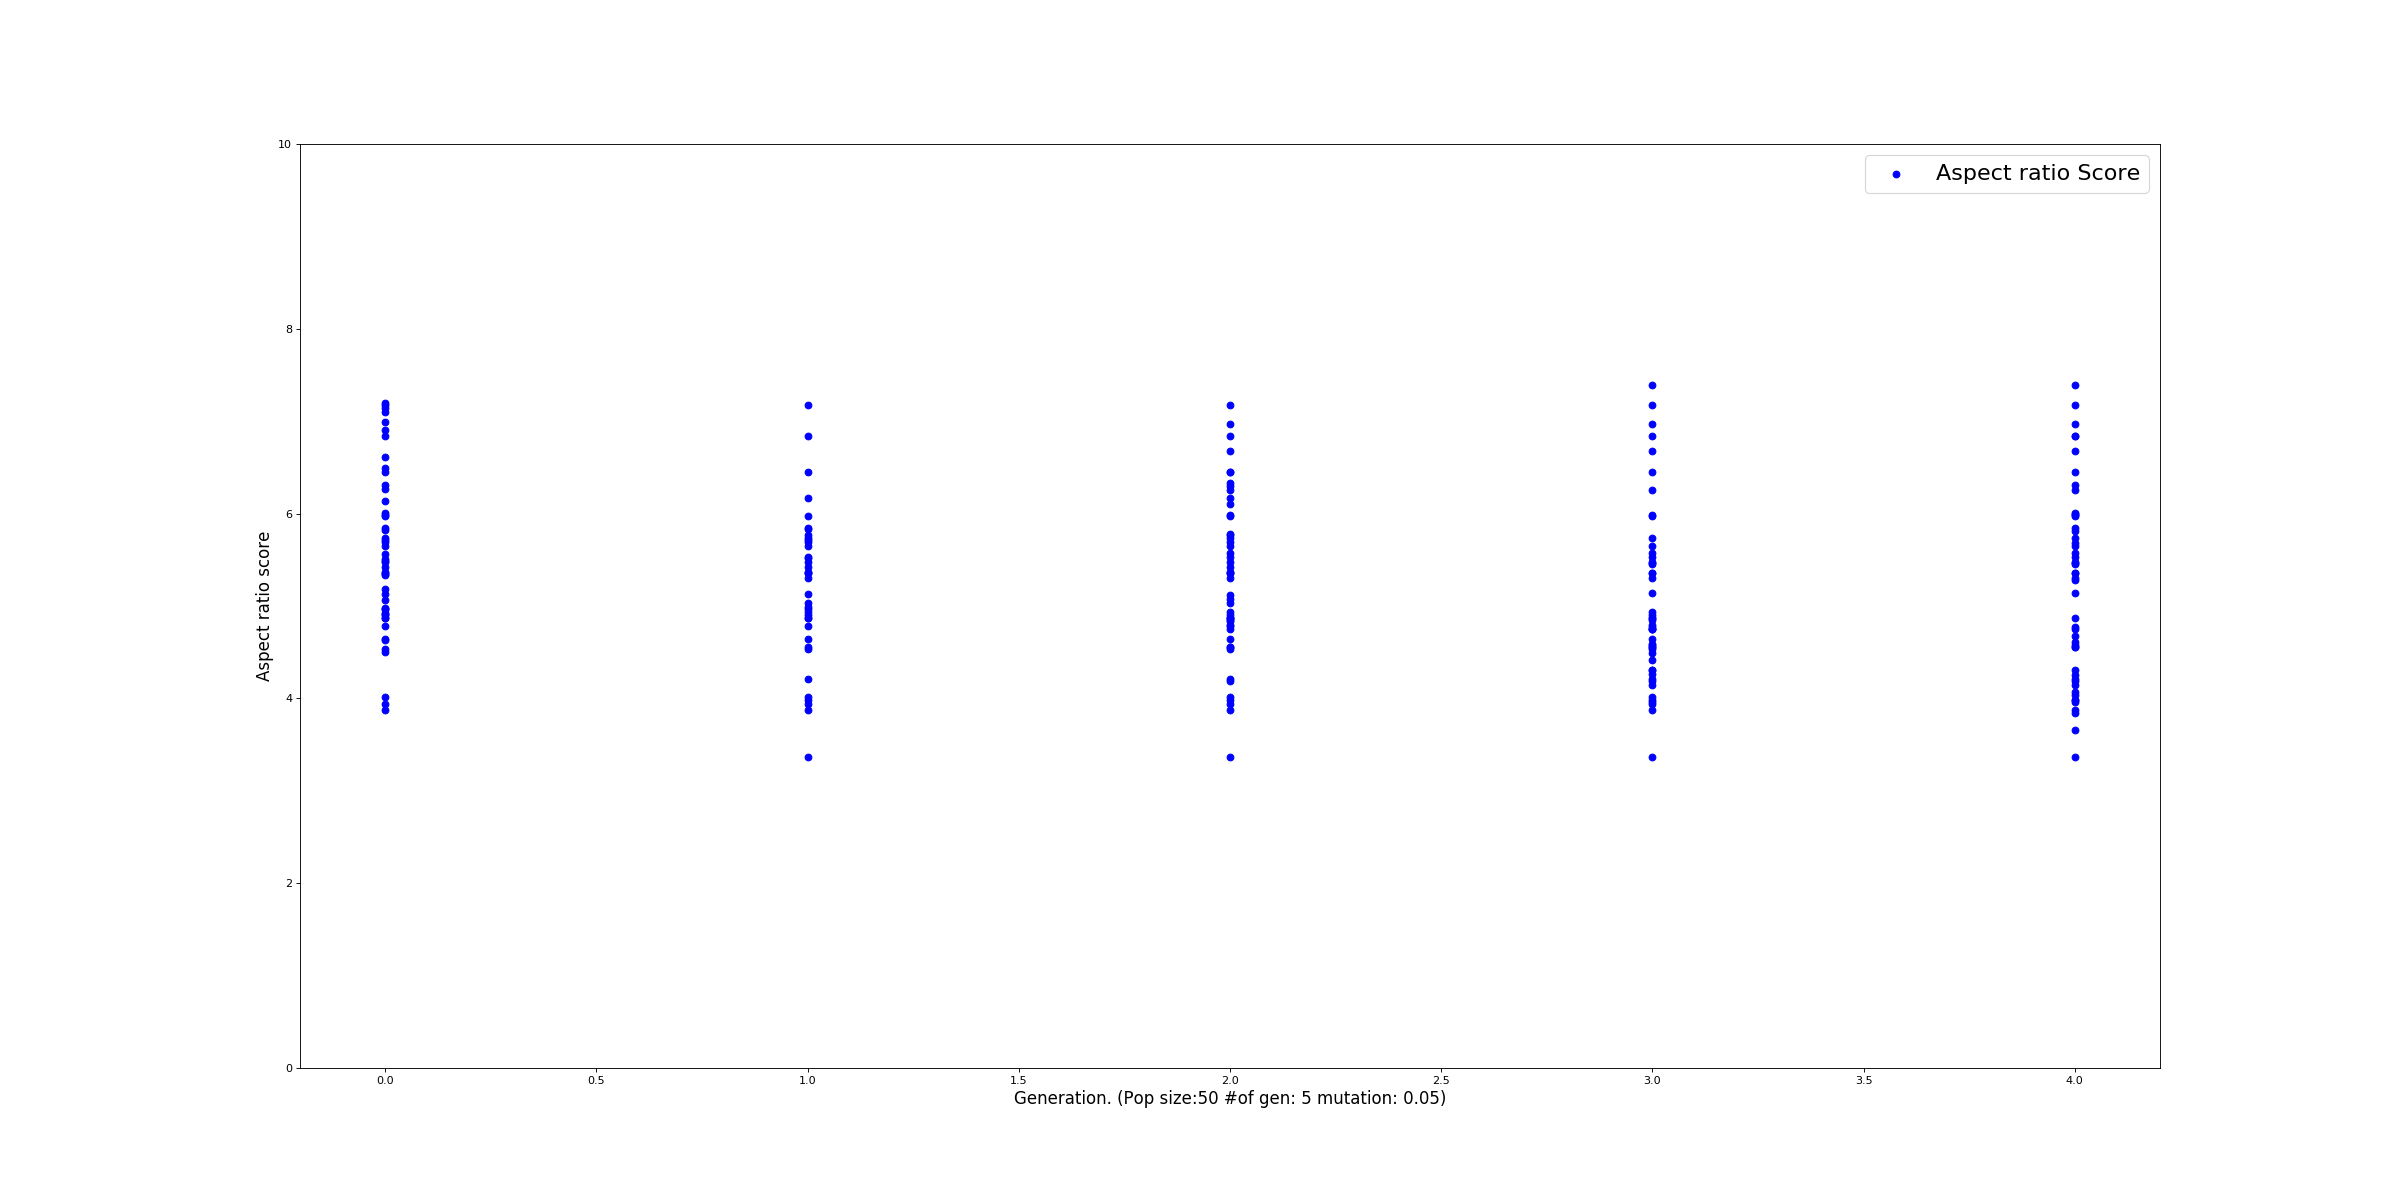 10
Aspect ratio Score
8
6
Aspect ratio score
4
2
0
0.0 0.5 1.0 1.5 2.0 2.5 3.0 3.5 4.0
Generation. (Pop size:50 #of gen: 5 mutation: 0.05)